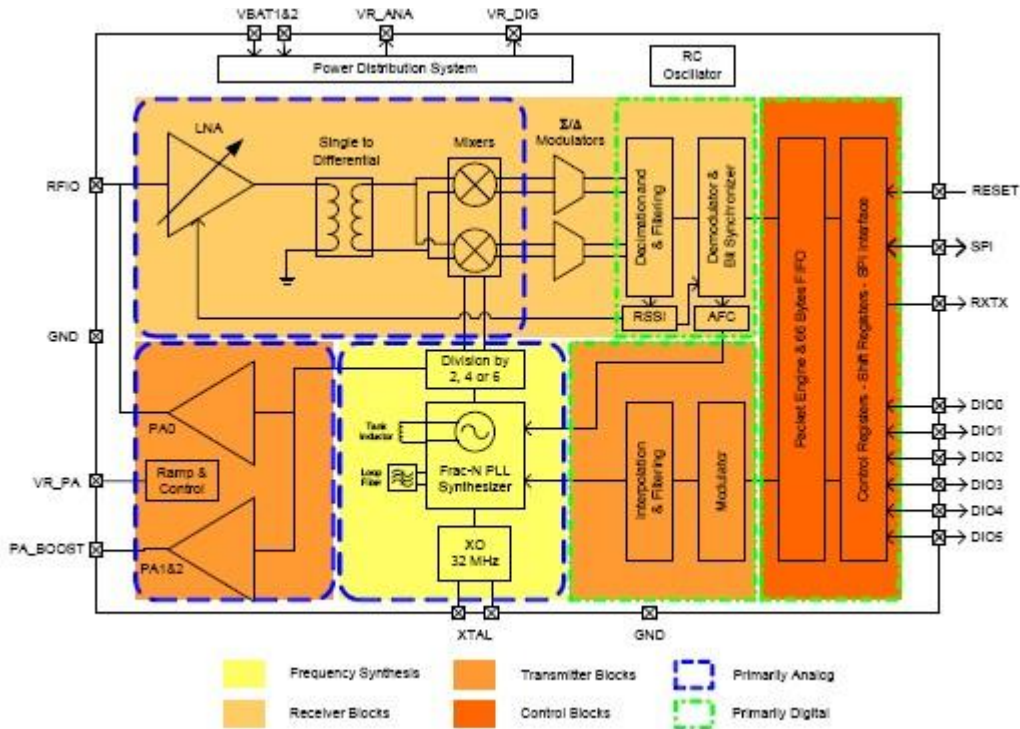 VBAT1&2
VR_ANA
VR_DIG
Power Distribution System
RC
Oscillator
LNA
Single to
Differential
Mixers
Σ/Δ
Modulators
Decimation and
& Filtering
Demodulator &
Bit Synchronizer
RSSI
AFC
Packet Engine & 66 Bytes FIFO
Control Registers - Shift Registers - SPI Interface
RFIO
GND
VR_PA
PA_BOOST
RESET
SPI
RXTX
DIO0
DIO1
DIO2
DIO3
DIO4
DIO5
PA0
Ramp &
Control
PA1&2
Division by
2, 4 or 6
Tank
Inductor
Loop
Filter
Frac-N PLL
Synthesizer
XO
32 MHz
Interpolation
& Filtering
Modulator
XTAL
GND
Frequency Synthesis
Transmitter Blocks
Primarily Analog
Receiver Blocks
Control Blocks
Primarily Digital